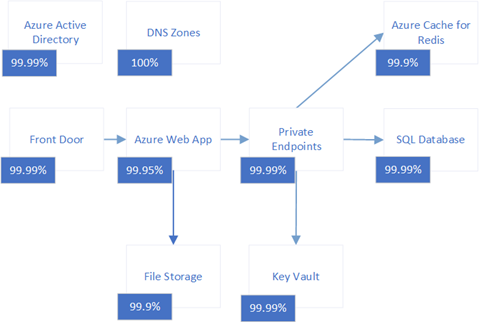 Azure Active
Directory
99.99%
DNS Zones
100%
Azure Cache for
Redis
99.9%
Front Door
99.99%
Azure Web App
99.95%
Private
Endpoints
99.99%
SQL Database
99.99%
File Storage
99.9%
Key Vault
99.99%